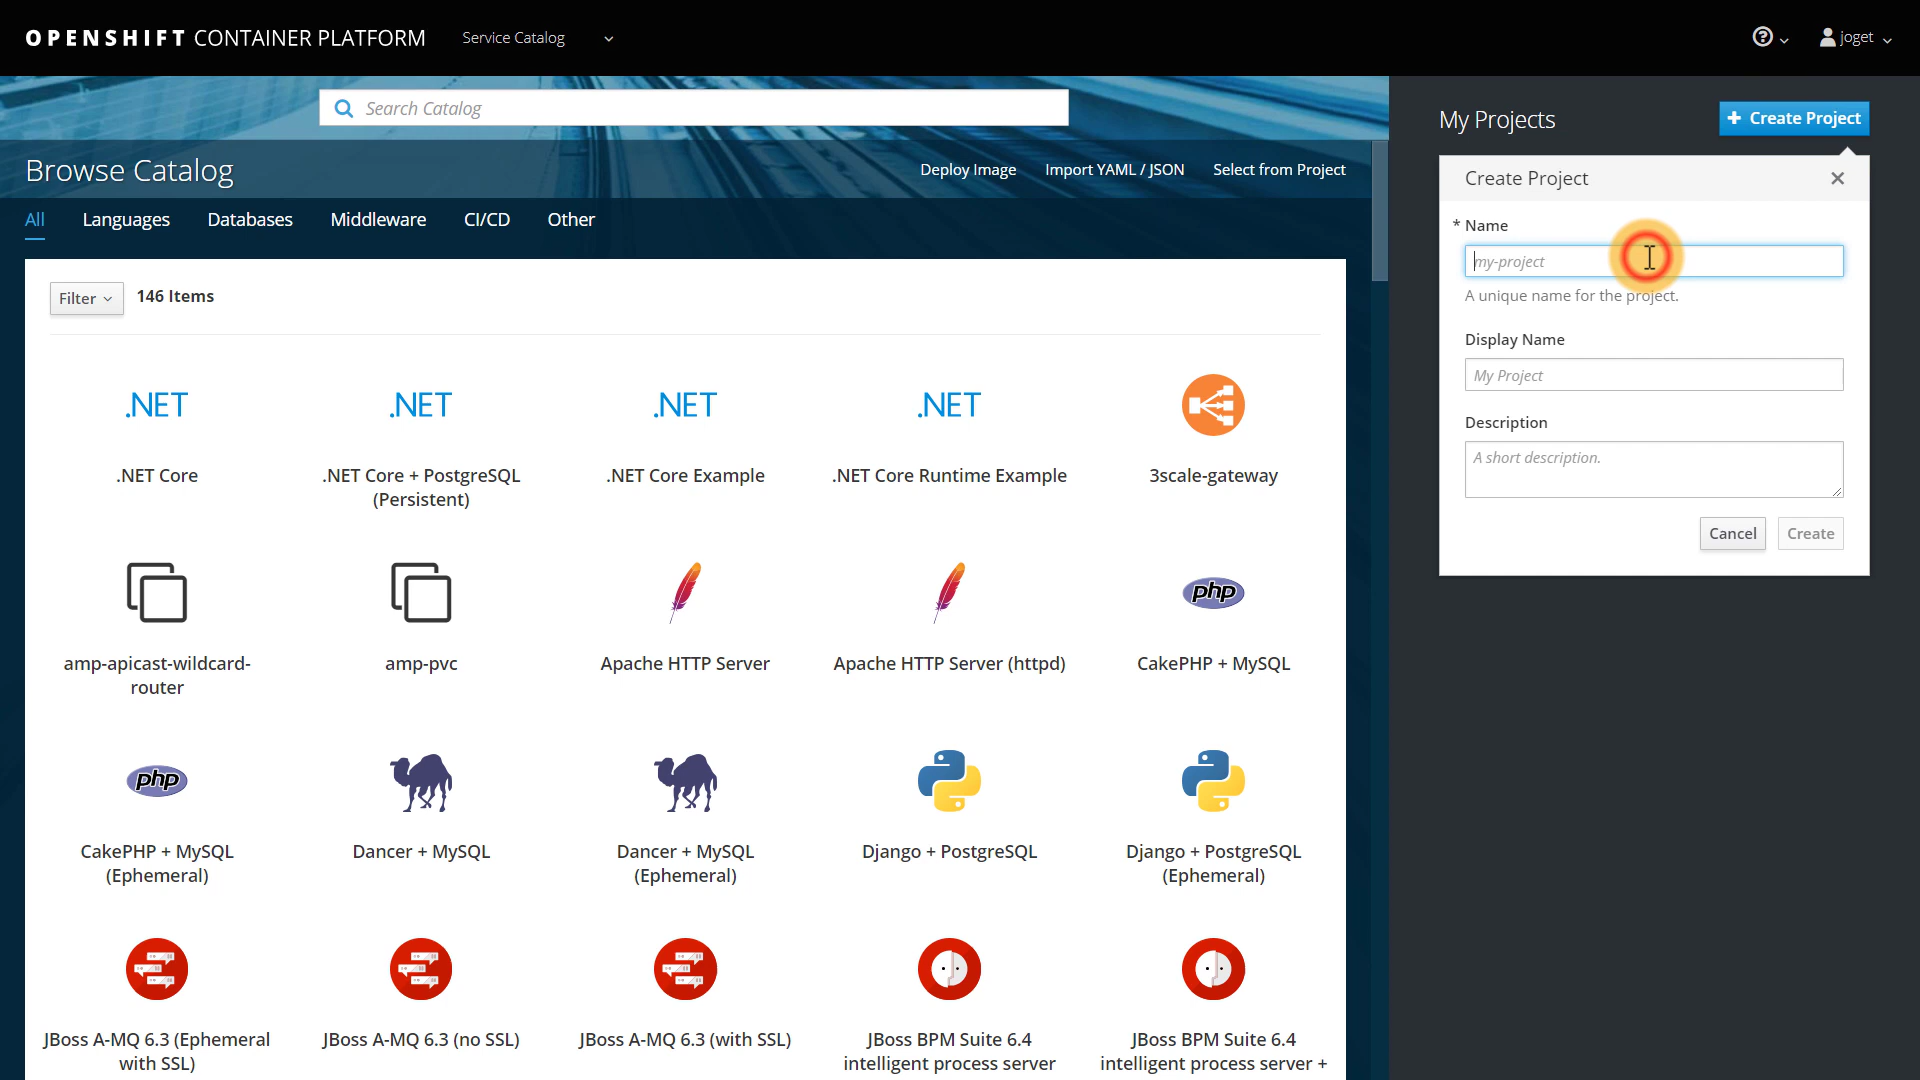 OPENSHIFT CONTAINER PLATFORM
Service Catalog
joget
Search Catalog
My Projects
Create Project
Browse Catalog
Deploy Image
Import YAML / JSON
Select from Project
All
Languages
Databases
Middleware
CI/CD
Other
Filter
146 Items
.NET
.NET
.NET
.NET
.NET Core
.NET Core + PostgreSQL
(Persistent)
.NET Core Example
.NET Core Runtime Example
3scale-gateway
php
amp-apicast-wildcard-
router
amp-pvc
Apache HTTP Server
Apache HTTP Server (httpd)
CakePHP + MySQL
php
CakePHP + MySQL
(Ephemeral)
Dancer + MySQL
Dancer + MySQL
(Ephemeral)
Django + PostgreSQL
Django + PostgreSQL
(Ephemeral)
JBoss A-MQ 6.3 (Ephemeral
with SSL)
JBoss A-MQ 6.3 (no SSL)
JBoss A-MQ 6.3 (with SSL)
JBoss BPM Suite 6.4
intelligent process server
JBoss BPM Suite 6.4
intelligent process server +
Create Project
* Name
my-project
A unique name for the project.
Display Name
My Project
Description
A short description.
Cancel
Create